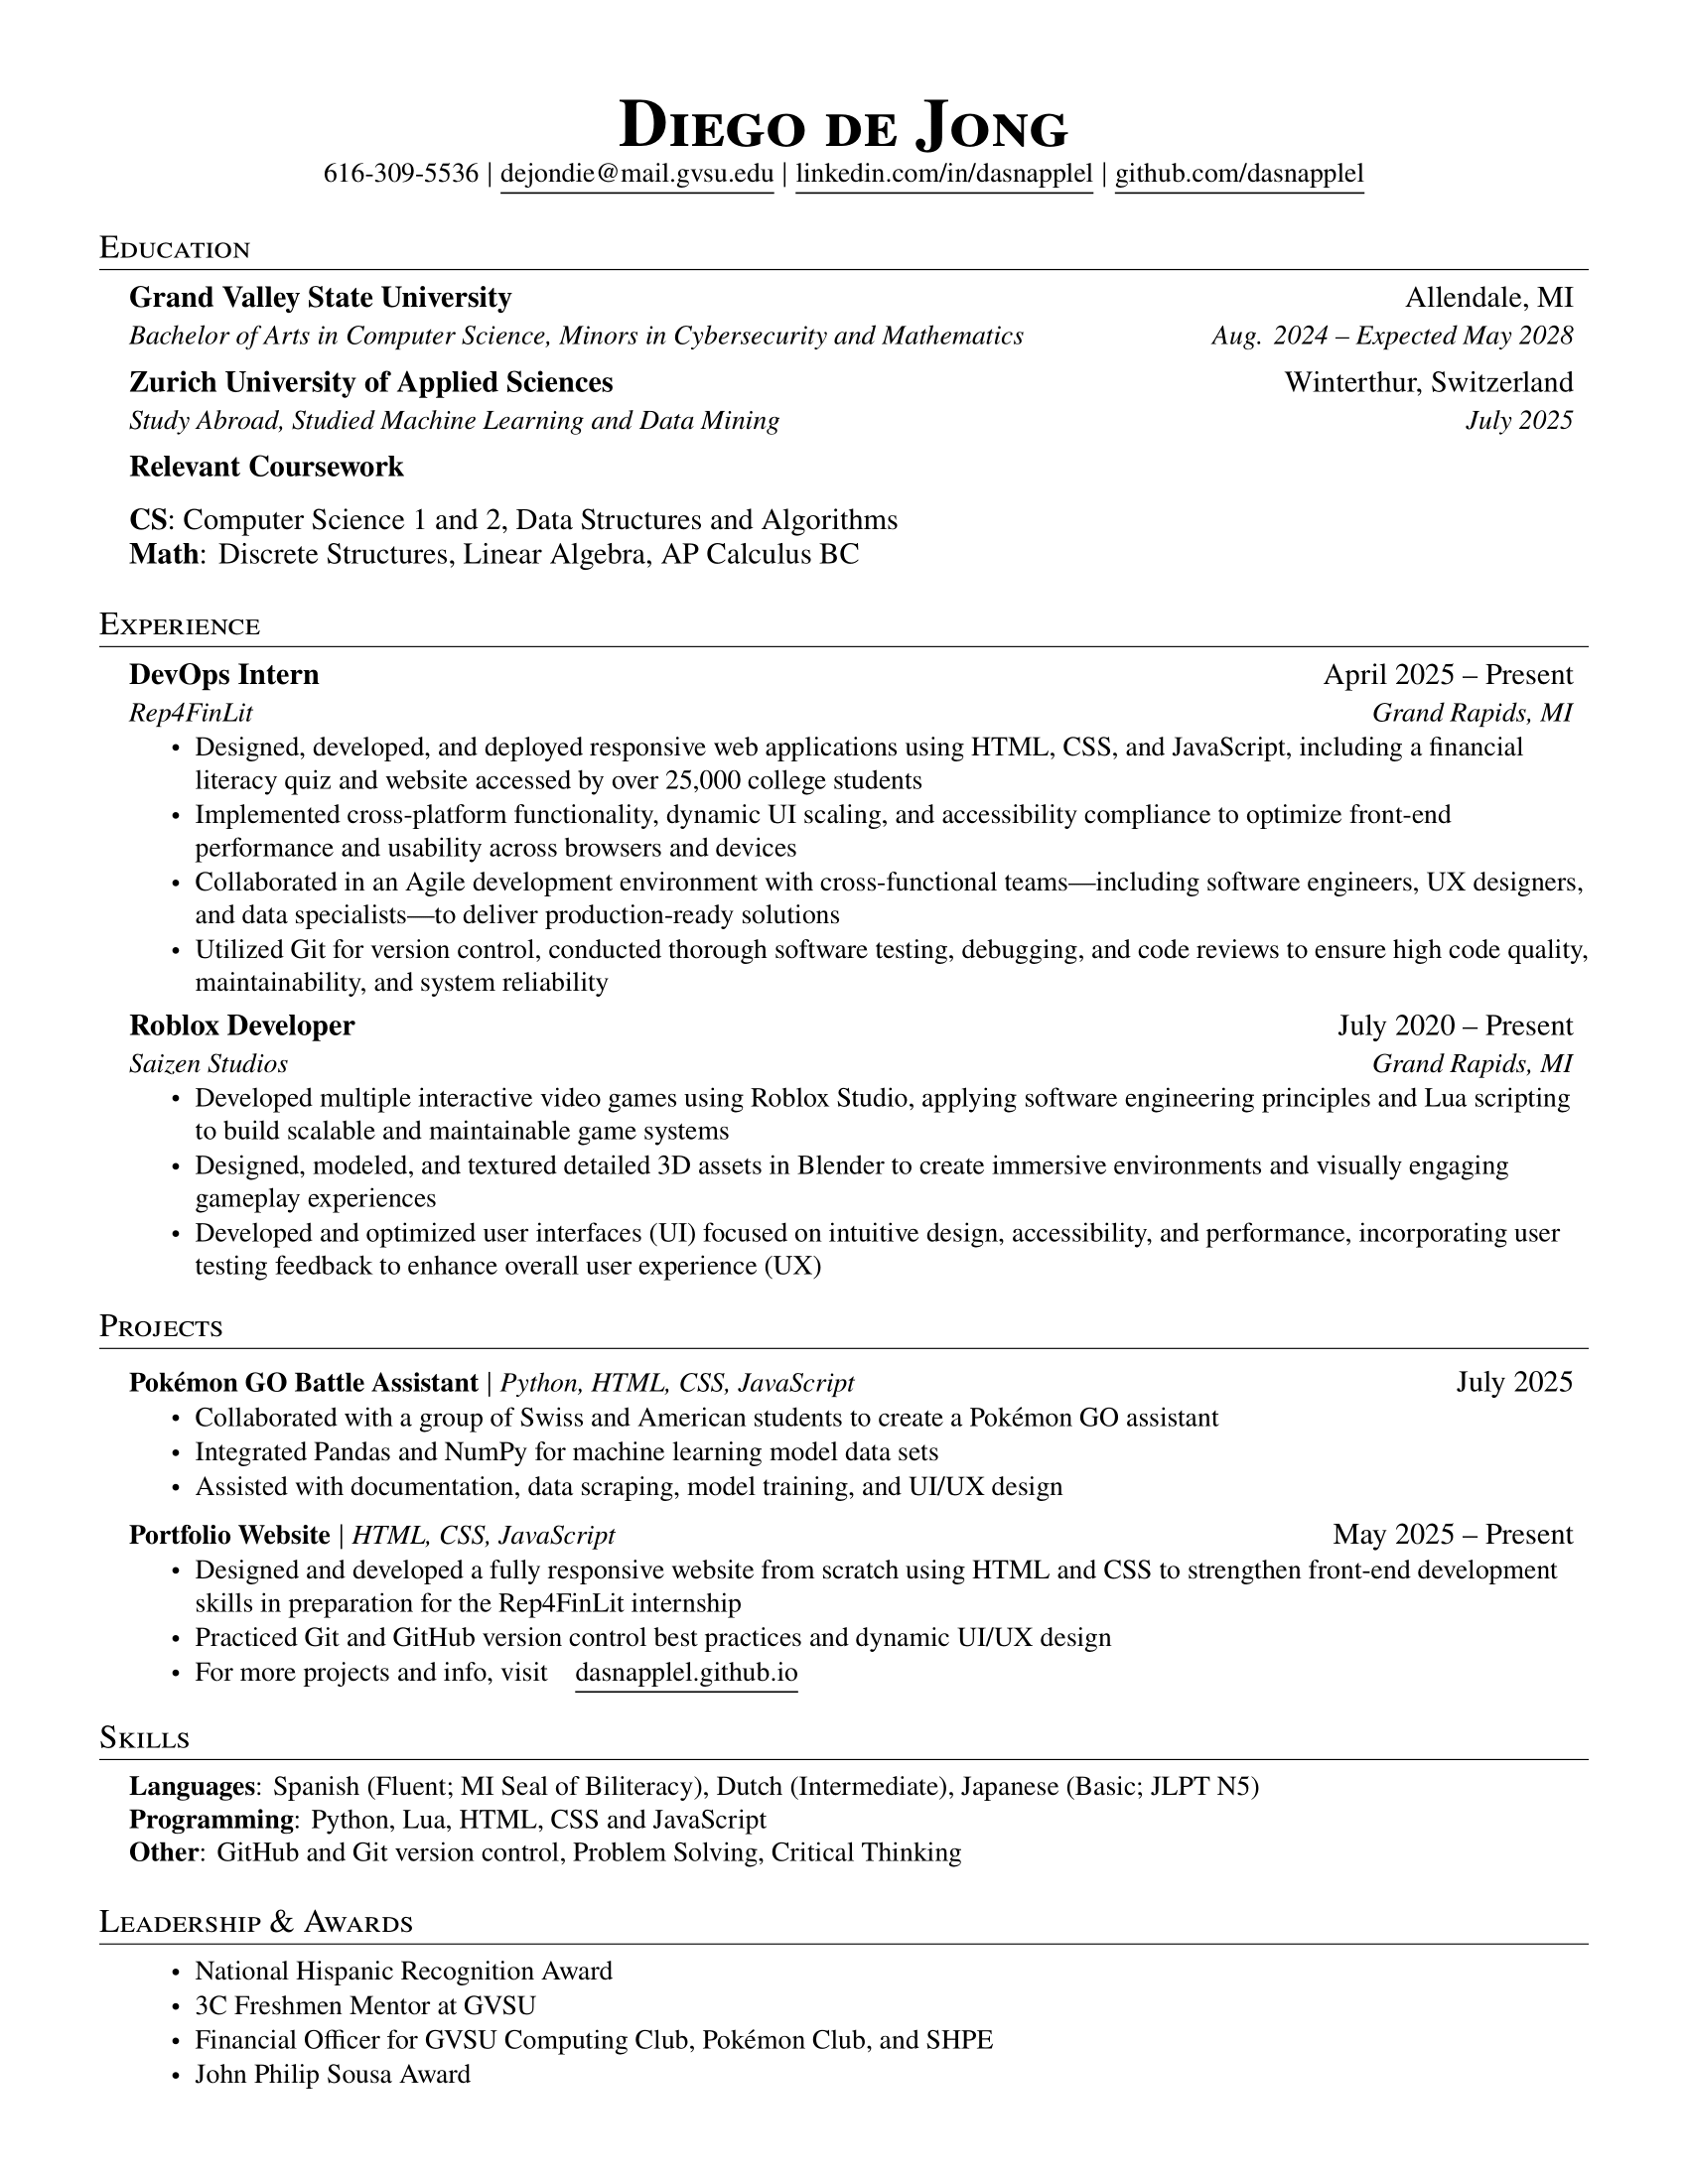 Diego de Jong
616-309-5536 | dejondie@mail.gvsu.edu | linkedin.com/in/dasnapplel | github.com/dasnapplel
Education
Grand Valley State University Allendale, MI
Bachelor of Arts in Computer Science, Minors in Cybersecurity and Mathematics Aug. 2024 – Expected May 2028
Zurich University of Applied Sciences Winterthur, Switzerland
Study Abroad, Studied Machine Learning and Data Mining July 2025
Relevant Coursework
CS: Computer Science 1 and 2, Data Structures and Algorithms
Math: Discrete Structures, Linear Algebra, AP Calculus BC
Experience
DevOps Intern April 2025 – Present
Rep4FinLit Grand Rapids, MI
• Designed, developed, and deployed responsive web applications using HTML, CSS, and JavaScript, including a financial
literacy quiz and website accessed by over 25,000 college students
• Implemented cross-platform functionality, dynamic UI scaling, and accessibility compliance to optimize front-end
performance and usability across browsers and devices
• Collaborated in an Agile development environment with cross-functional teams—including software engineers, UX designers,
and data specialists—to deliver production-ready solutions
• Utilized Git for version control, conducted thorough software testing, debugging, and code reviews to ensure high code quality,
maintainability, and system reliability
Roblox Developer July 2020 – Present
Saizen Studios Grand Rapids, MI
• Developed multiple interactive video games using Roblox Studio, applying software engineering principles and Lua scripting
to build scalable and maintainable game systems
• Designed, modeled, and textured detailed 3D assets in Blender to create immersive environments and visually engaging
gameplay experiences
• Developed and optimized user interfaces (UI) focused on intuitive design, accessibility, and performance, incorporating user
testing feedback to enhance overall user experience (UX)
Projects
Pokémon GO Battle Assistant | Python, HTML, CSS, JavaScript July 2025
• Collaborated with a group of Swiss and American students to create a Pokémon GO assistant
• Integrated Pandas and NumPy for machine learning model data sets
• Assisted with documentation, data scraping, model training, and UI/UX design
Portfolio Website | HTML, CSS, JavaScript May 2025 – Present
• Designed and developed a fully responsive website from scratch using HTML and CSS to strengthen front-end development
skills in preparation for the Rep4FinLit internship
• Practiced Git and GitHub version control best practices and dynamic UI/UX design
• For more projects and info, visit dasnapplel.github.io
Skills
Languages: Spanish (Fluent; MI Seal of Biliteracy), Dutch (Intermediate), Japanese (Basic; JLPT N5)
Programming: Python, Lua, HTML, CSS and JavaScript
Other: GitHub and Git version control, Problem Solving, Critical Thinking
Leadership & Awards
• National Hispanic Recognition Award
• 3C Freshmen Mentor at GVSU
• Financial Officer for GVSU Computing Club, Pokémon Club, and SHPE
• John Philip Sousa Award